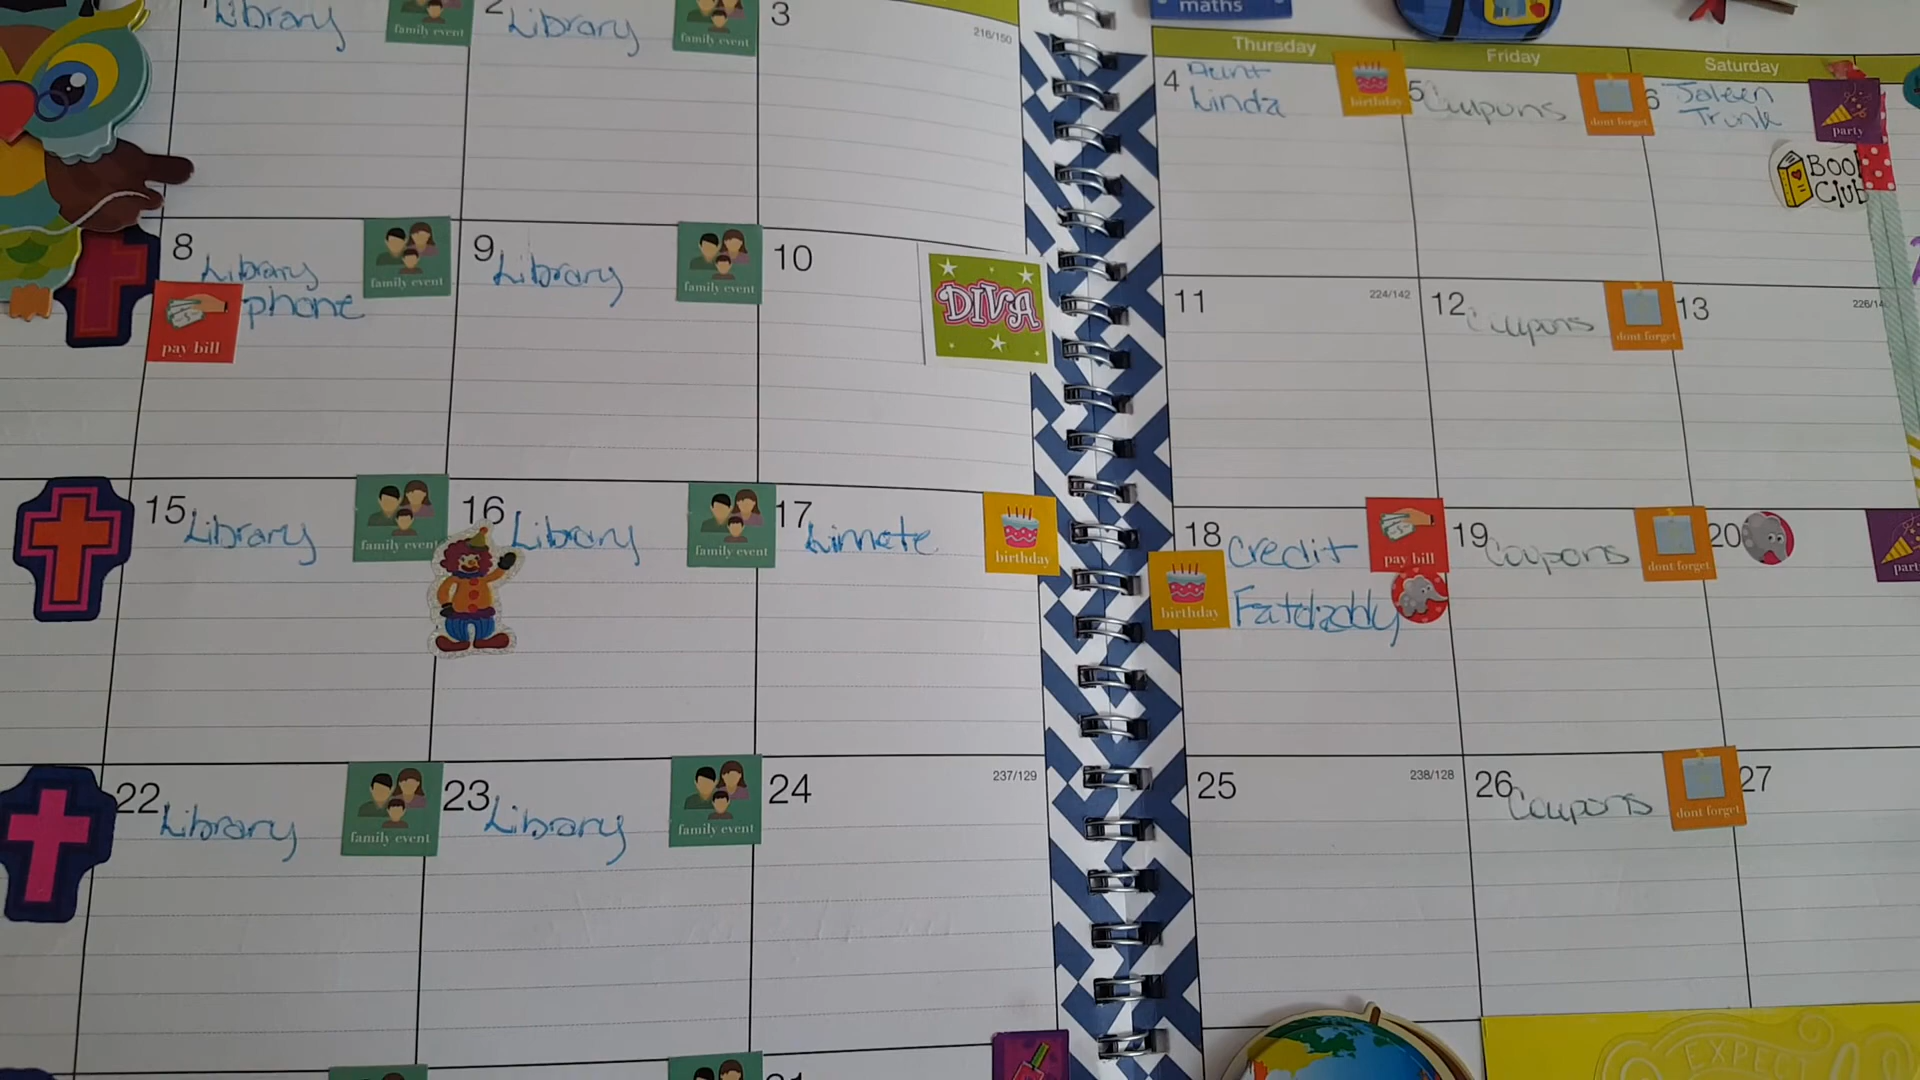 maths
Thursday
Friday
Saturday
1
Library
family event
2
Library
family event
3
216/150
4
Aunt
Linda
birthday
5
Coupons
dont forget
6
Jaleen
Trunk
party
BOOK
Club
8
Library
family event
pay bill
phone
9
Library
family event
10
DIVA
11
224/142
12
Coupons
dont forget
13
15
Library
family event
16
Library
family event
17
birthday
18
credit
pay bill
birthday
Fatdaddy
19
Coupons
dont forget
20
22
Library
family event
23
Library
family event
24
237/129
25
238/128
26
Coupons
dont forget
27
EXPECT